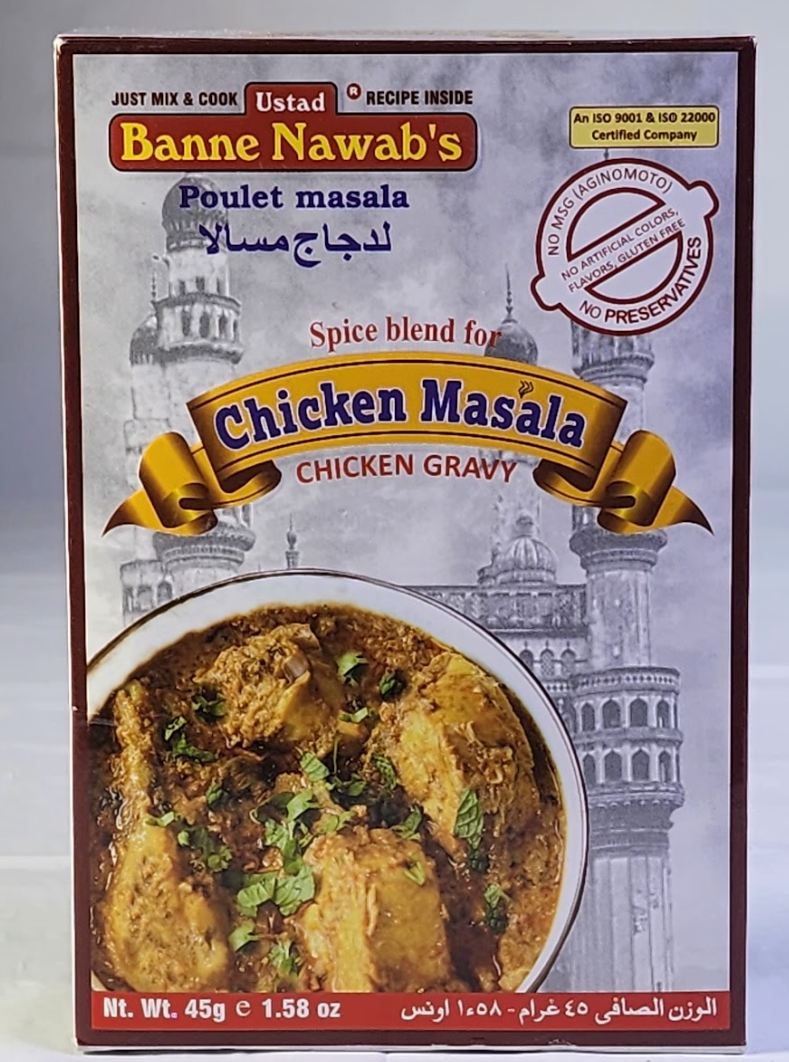 JUST MIX & COOK Ustad ® RECIPE INSIDE
Banne Nawab's
An ISO 9001 & ISO 22000
Certified Company
Poulet masala
لدجاج مسالا
NO MSG (AGINOMOTO)
NO ARTIFICIAL COLORS,
FLAVORS, GLUTEN FREE
NO PRESERVATIVES
Spice blend for
Chicken Masala
CHICKEN GRAVY
Nt. Wt. 45g e 1.58 oz
الوزن الصافى ٤٥ غرام - ١،٥٨ اونس